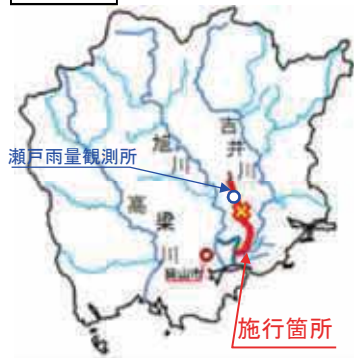 吉井川
旭川
瀬戸雨量観測所
高梁川
岡山市
施行箇所